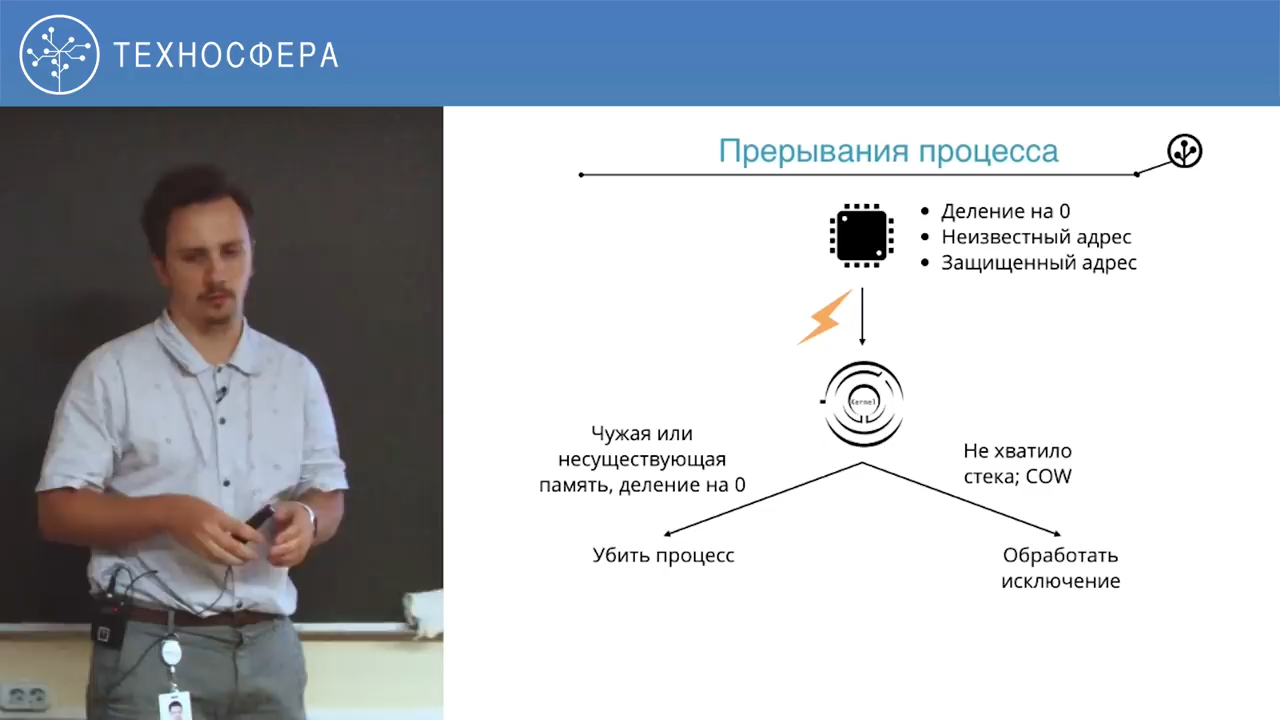 ТЕХНОСФЕРА
Прерывания процесса
Деление на 0
Неизвестный адрес
Защищенный адрес
Kernel
Чужая или
несуществующая
память, деление на 0
Не хватило
стека; COW
Убить процесс
Обработать
исключение